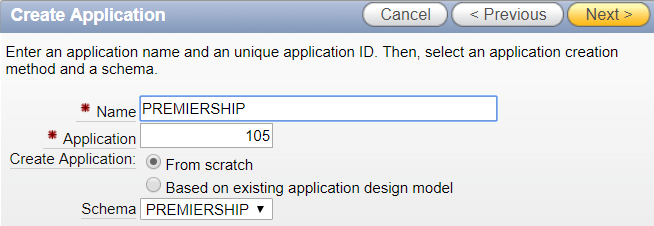 Create Application Cancel < Previous Next >
Enter an application name and an unique application ID. Then, select an application creation
method and a schema.
* Name PREMIERSHIP
* Application 105
Create Application: From scratch
Based on existing application design model
Schema PREMIERSHIP